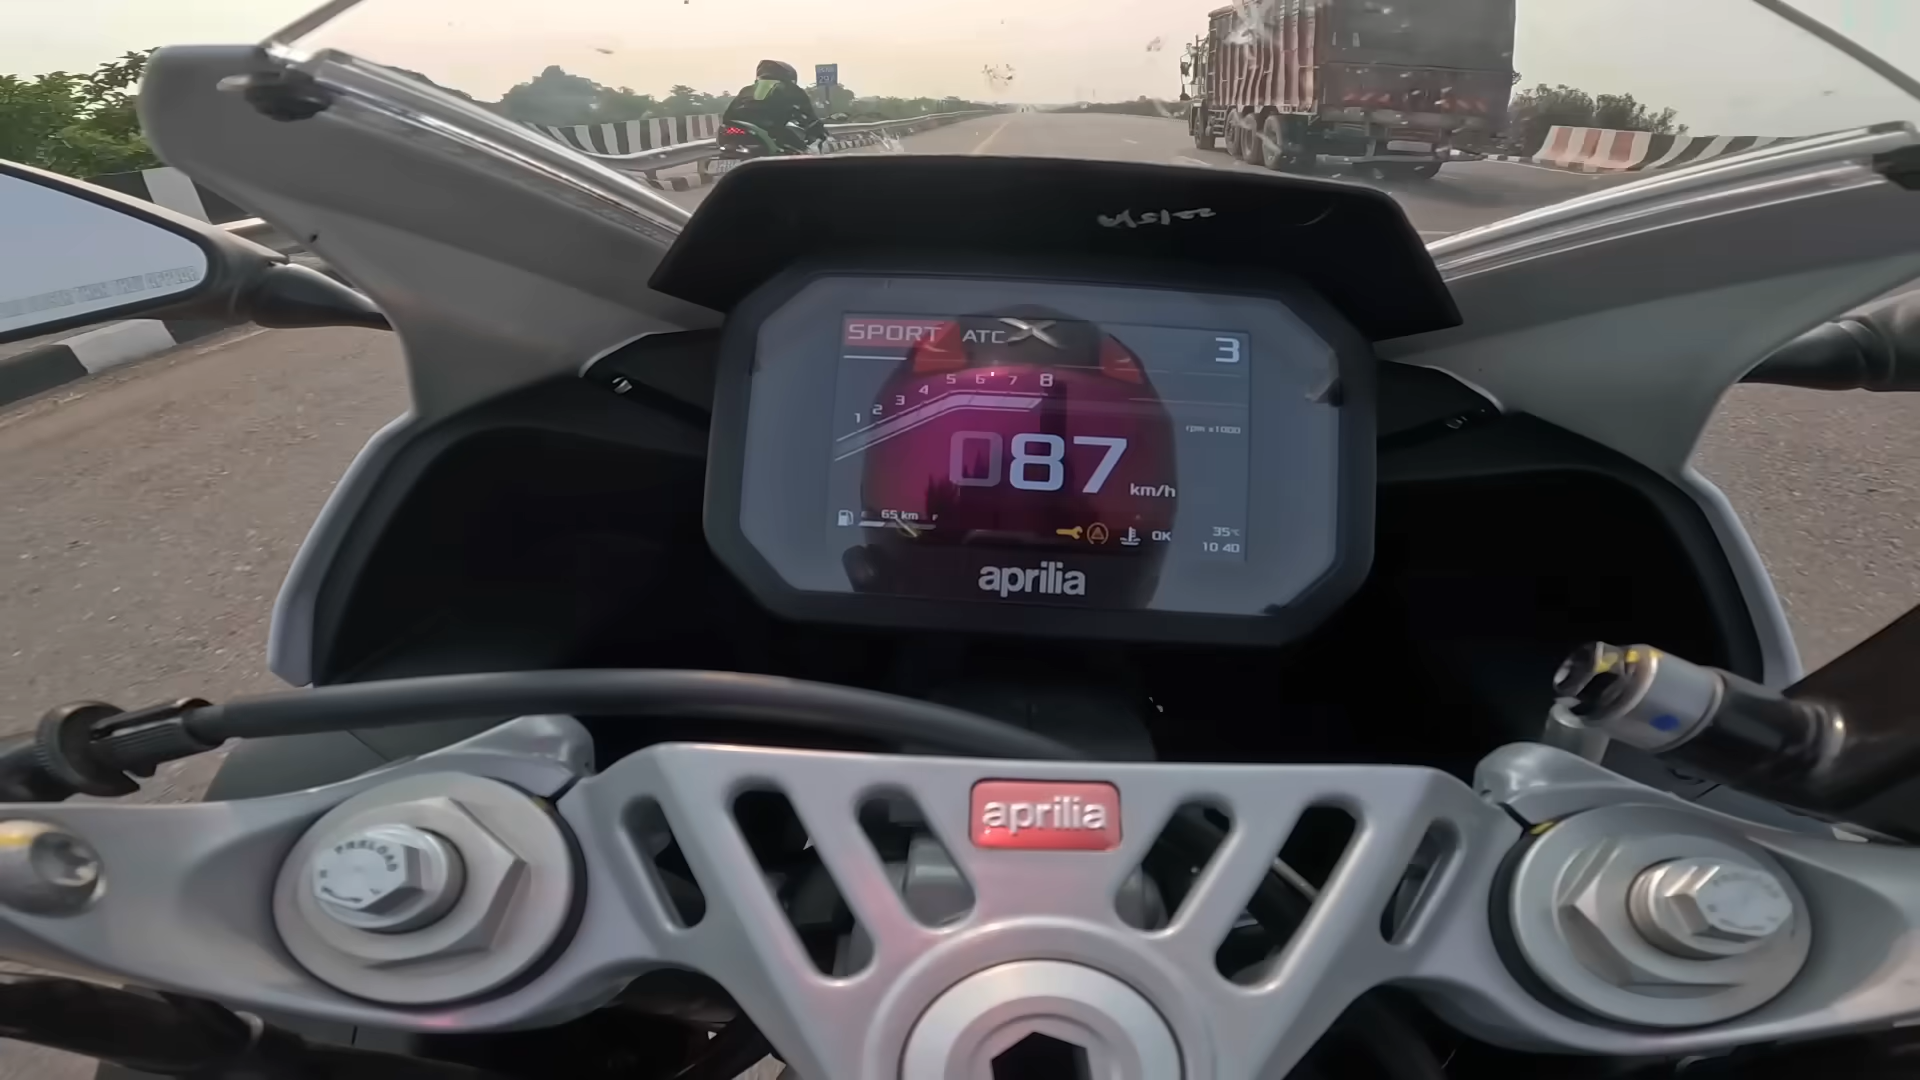 SPORT ATC
3
1 2 3 4 5 6 7 8
rpm x1000
087 km/h
E 65 km F
OK
35°C
10 40
aprilia
aprilia
PRELOAD